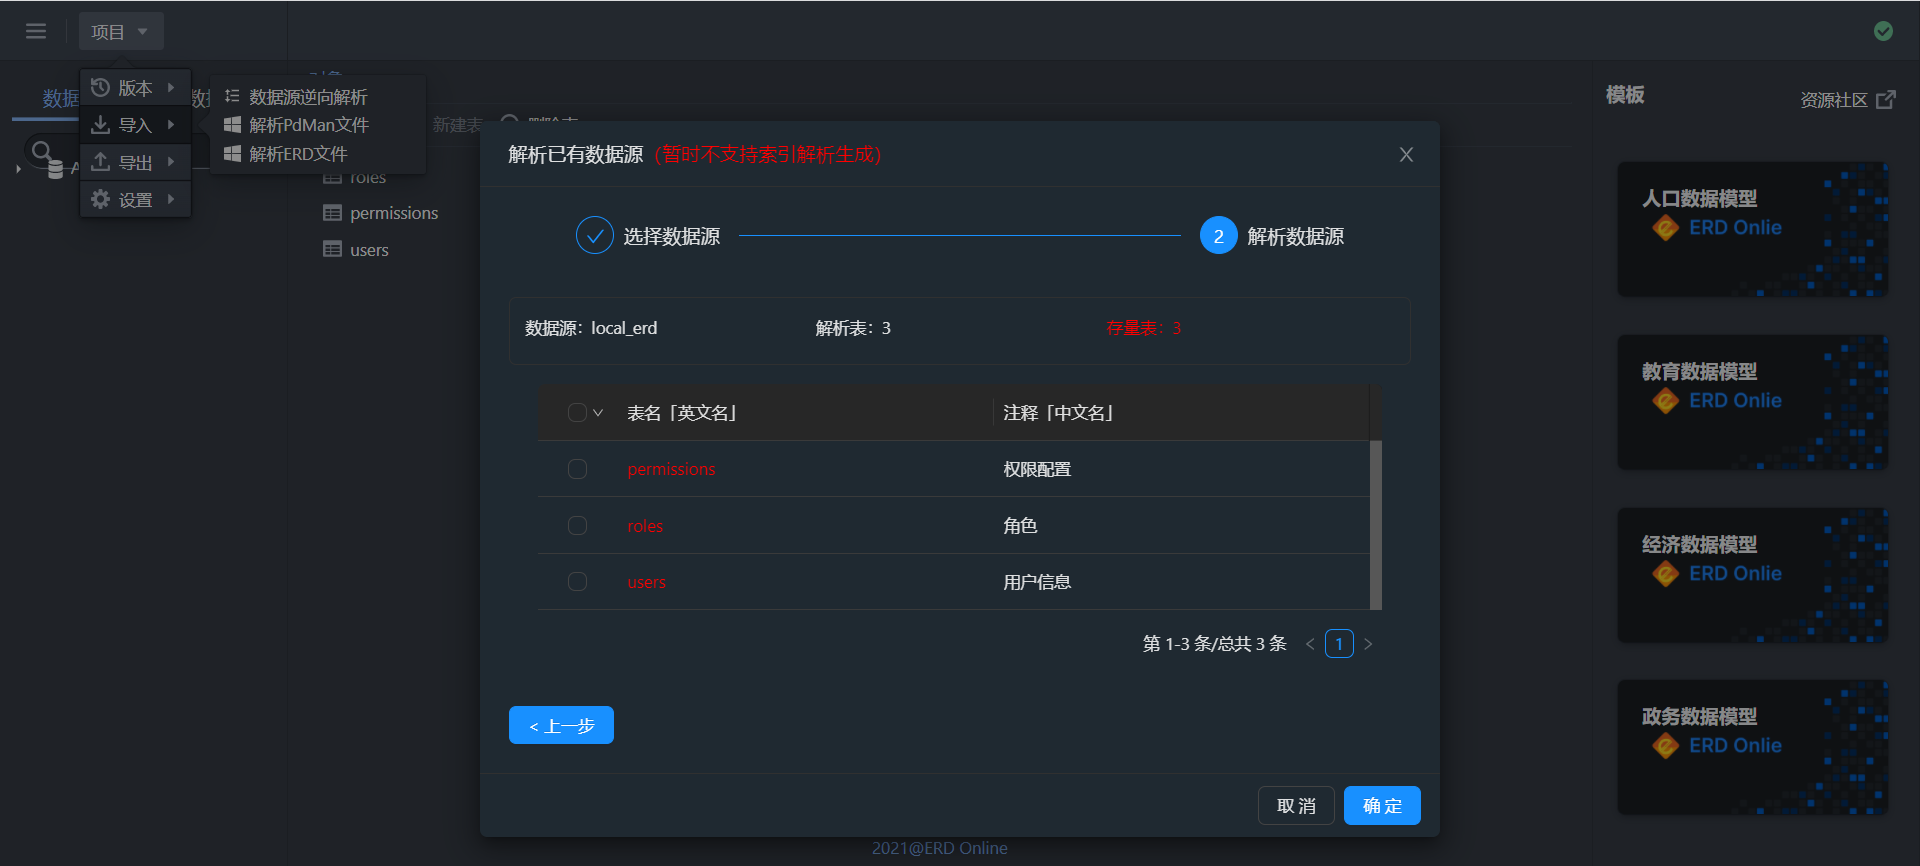 项目
版本
导入
导出
设置
数据源逆向解析
解析PdMan文件
解析ERD文件
数据
新建表
roles
permissions
users
解析已有数据源 (暂时不支持索引解析生成)
选择数据源
2 解析数据源
数据源：local_erd
解析表：3
存量表：3
表名「英文名」
注释「中文名」
permissions 权限配置
roles 角色
users 用户信息
第 1-3 条/总共 3 条 < 1 >
< 上一步
取 消
确 定
2021@ERD Online
模板
资源社区
人口数据模型
ERD Onlie
教育数据模型
ERD Onlie
经济数据模型
ERD Onlie
政务数据模型
ERD Onlie